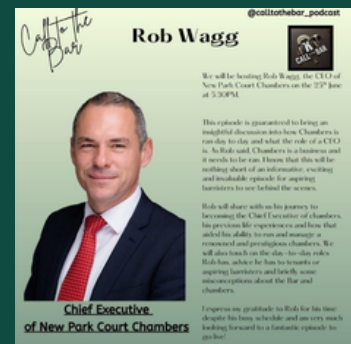 @calltothebar_podcast
Call to the
Bar
Rob Wagg
CALL BAR
We will be hosting Rob Wagg, the CEO of
New Park Court Chambers on the 25th June
at 5:30PM.
This episode is guaranteed to bring an
insightful discussion into how Chambers is
ran day to day and what the role of a CEO
is. As Rob said, Chambers is a business and
it needs to be ran. I know that this will be
nothing short of an informative, exciting
and invaluable episode for aspiring
barristers to see behind the scenes.
Rob will share with us his journey to
becoming the Chief Executive of chambers,
his previous life experiences and how that
aided his ability to run and manage a
renowned and prestigious chambers. We
will also touch on the day-to-day roles
Rob has, advice he has to tenants or
aspiring barristers and briefly some
misconceptions about the Bar and
chambers.
I express my gratitude to Rob for his time
despite his busy schedule and am very much
looking forward to a fantastic episode to
go live!
Chief Executive
of New Park Court Chambers